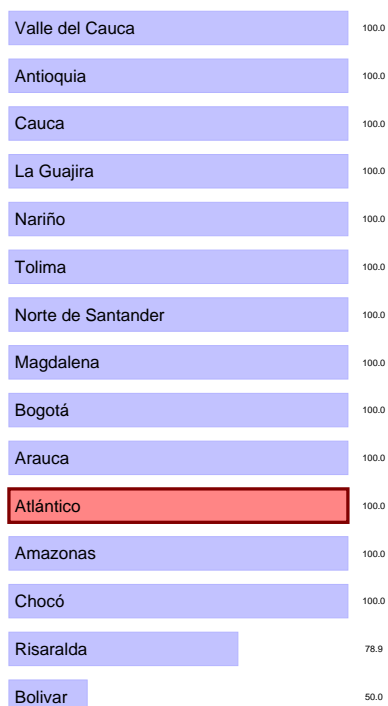 Valle del Cauca 100.0
Antioquia 100.0
Cauca 100.0
La Guajira 100.0
Nariño 100.0
Tolima 100.0
Norte de Santander 100.0
Magdalena 100.0
Bogotá 100.0
Arauca 100.0
Atlántico 100.0
Amazonas 100.0
Chocó 100.0
Risaralda 78.9
Bolivar 50.0